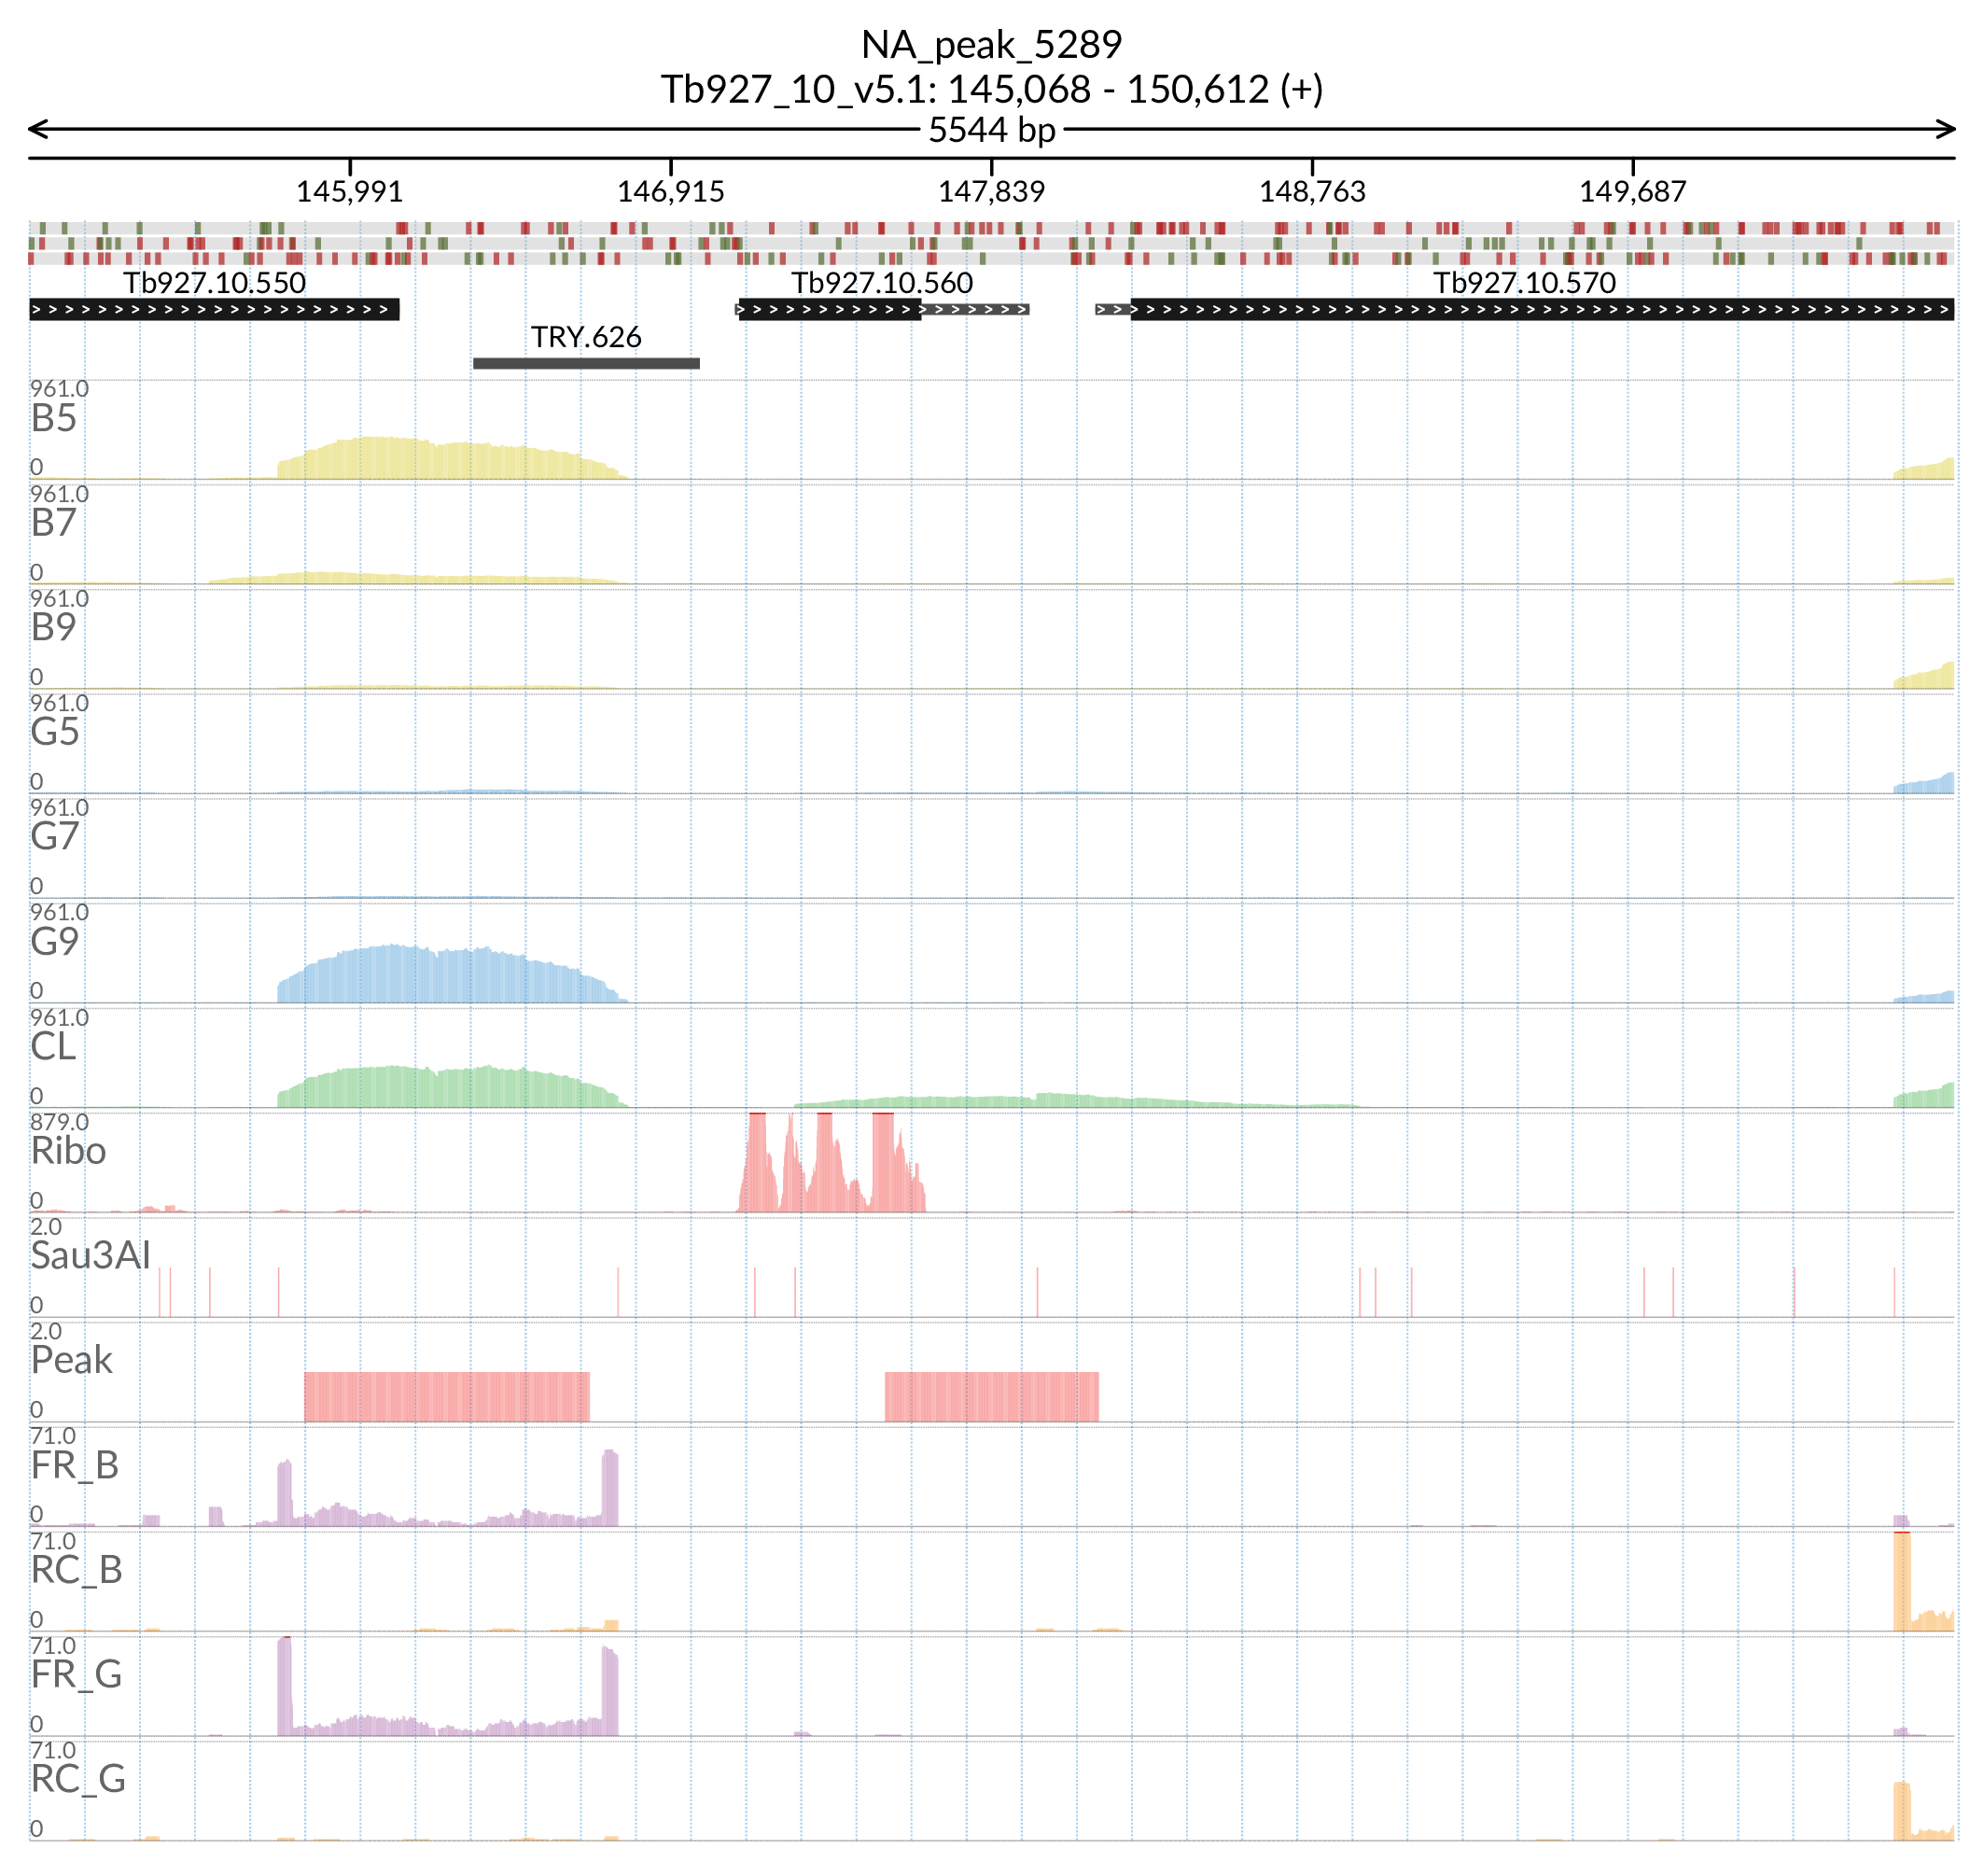 NA_peak_5289
Tb927_10_v5.1: 145,068 - 150,612 (+)
5544 bp
145,991 146,915 147,839 148,763 149,687
Tb927.10.550 Tb927.10.560 Tb927.10.570
TRY.626
961.0
B5
0
961.0
B7
0
961.0
B9
0
961.0
G5
0
961.0
G7
0
961.0
G9
0
961.0
CL
0
879.0
Ribo
0
2.0
Sau3AI
0
2.0
Peak
0
71.0
FR_B
0
71.0
RC_B
0
71.0
FR_G
0
71.0
RC_G
0